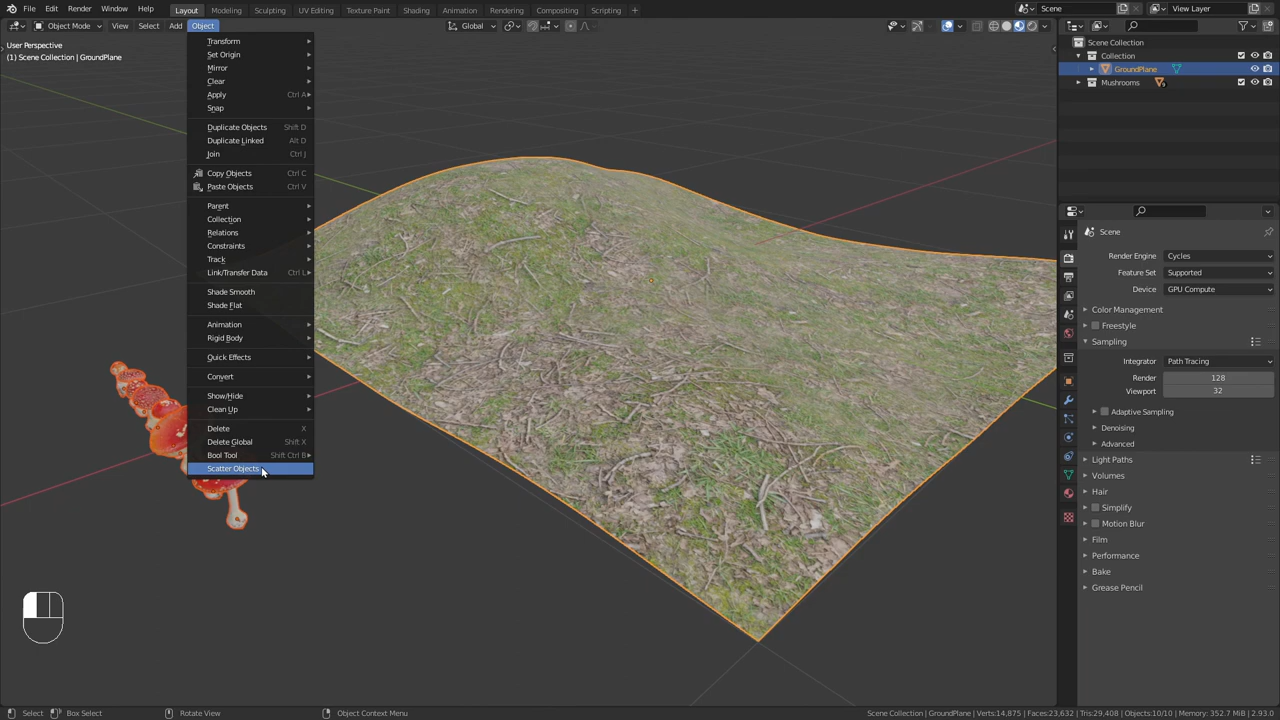 File Edit Render Window Help Layout Modeling Sculpting UV Editing Texture Paint Shading Animation Rendering Compositing Scripting Scene View Layer
Object Mode View Select Add Object Global
User Perspective
(1) Scene Collection | GroundPlane
Transform
Set Origin
Mirror
Clear
Apply Ctrl A
Snap
Duplicate Objects Shift D
Duplicate Linked Alt D
Join Ctrl J
Copy Objects Ctrl C
Paste Objects Ctrl V
Parent
Collection
Relations
Constraints
Track
Link/Transfer Data Ctrl L
Shade Smooth
Shade Flat
Animation
Rigid Body
Quick Effects
Convert
Show/Hide
Clean Up
Delete X
Delete Global Shift X
Bool Tool Shift Ctrl B
Scatter Objects
Scene Collection
Collection
GroundPlane
Mushrooms 9
Scene
Render Engine Cycles
Feature Set Supported
Device GPU Compute
Color Management
Freestyle
Sampling
Integrator Path Tracing
Render 128
Viewport 32
Adaptive Sampling
Denoising
Advanced
Light Paths
Volumes
Hair
Simplify
Motion Blur
Film
Performance
Bake
Grease Pencil
Select Box Select Rotate View Object Context Menu Scene Collection | GroundPlane | Verts:14,875 | Faces:23,632 | Tris:29,408 | Objects:10/10 | Memory: 352.7 MiB | 2.93.0